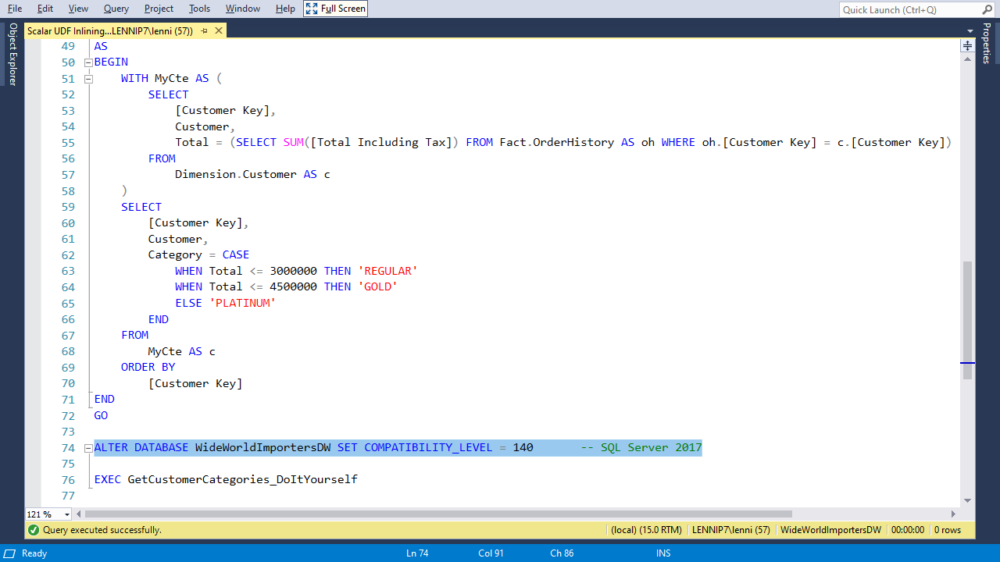 File Edit View Query Project Tools Window Help Full Screen
Quick Launch (Ctrl+Q)
Object Explorer
Scalar UDF Inlining...LENNIP7\lenni (57))
Properties
49 AS
50 BEGIN
51 WITH MyCte AS (
52 SELECT
53 [Customer Key],
54 Customer,
55 Total = (SELECT SUM([Total Including Tax]) FROM Fact.OrderHistory AS oh WHERE oh.[Customer Key] = c.[Customer Key])
56 FROM
57 Dimension.Customer AS c
58 )
59 SELECT
60 [Customer Key],
61 Customer,
62 Category = CASE
63 WHEN Total <= 3000000 THEN 'REGULAR'
64 WHEN Total <= 4500000 THEN 'GOLD'
65 ELSE 'PLATINUM'
66 END
67 FROM
68 MyCte AS c
69 ORDER BY
70 [Customer Key]
71 END
72 GO
73
74 ALTER DATABASE WideWorldImportersDW SET COMPATIBILITY_LEVEL = 140 -- SQL Server 2017
75
76 EXEC GetCustomerCategories_DoItYourself
77
121 %
Query executed successfully. (local) (15.0 RTM) LENNIP7\lenni (57) WideWorldImportersDW 00:00:00 0 rows
Ready Ln 74 Col 91 Ch 86 INS